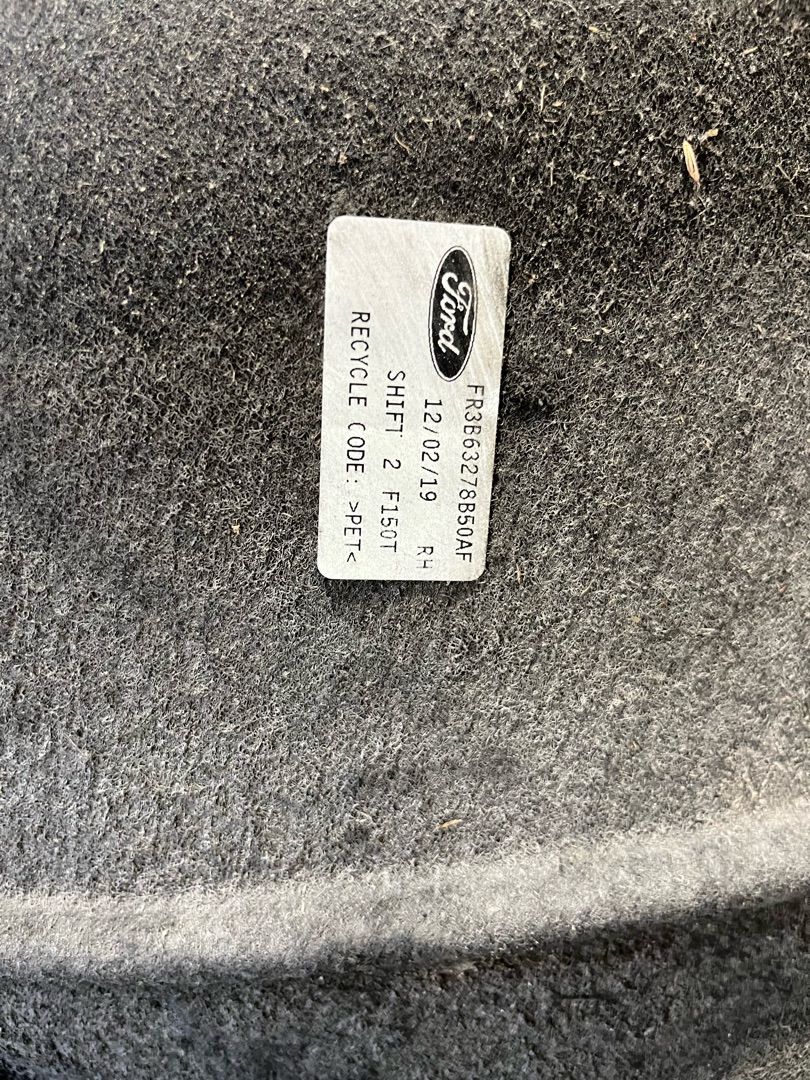 Ford
FR3B63278B50AF
12/02/19 RH
SHIFT 2 F150T
RECYCLE CODE: >PET<